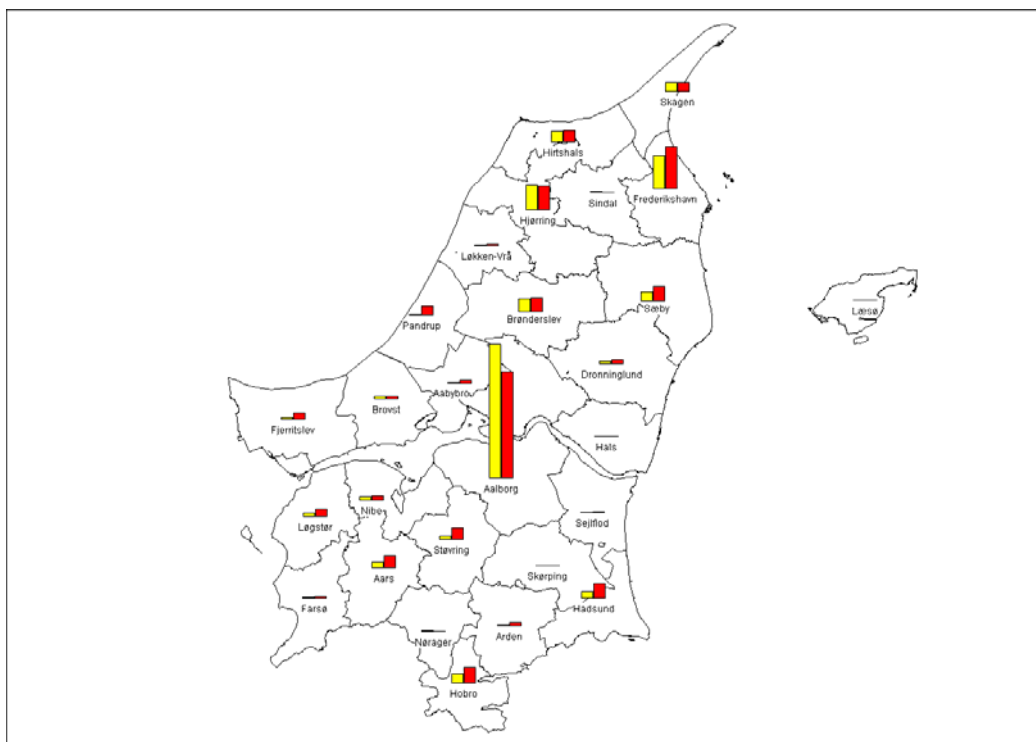 Skagen
Hirtshals
Sindal
Frederikshavn
Hjørring
Løkken-Vrå
Læsø
Sæby
Brønderslev
Pandrup
Dronninglund
Aabybro
Brovst
Fjerritslev
Hals
Aalborg
Nibe
Sejlflod
Løgstør
Støvring
Skørping
Aars
Farsø
Hadsund
Nørager
Arden
Hobro